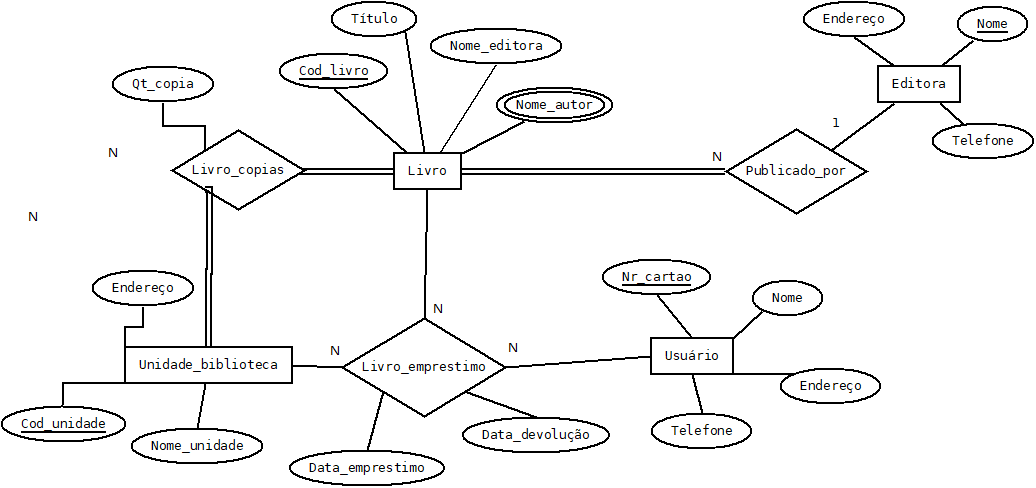 Título
Endereço
Nome
Nome_editora
Cod_livro
Qt_copia
Editora
Nome_autor
1
Telefone
N
N
Livro_copias
Livro
Publicado_por
N
Nr_cartao
Endereço
Nome
N
N
N
Usuário
Unidade_biblioteca
Livro_emprestimo
Endereço
Cod_unidade
Telefone
Data_devolução
Nome_unidade
Data_emprestimo